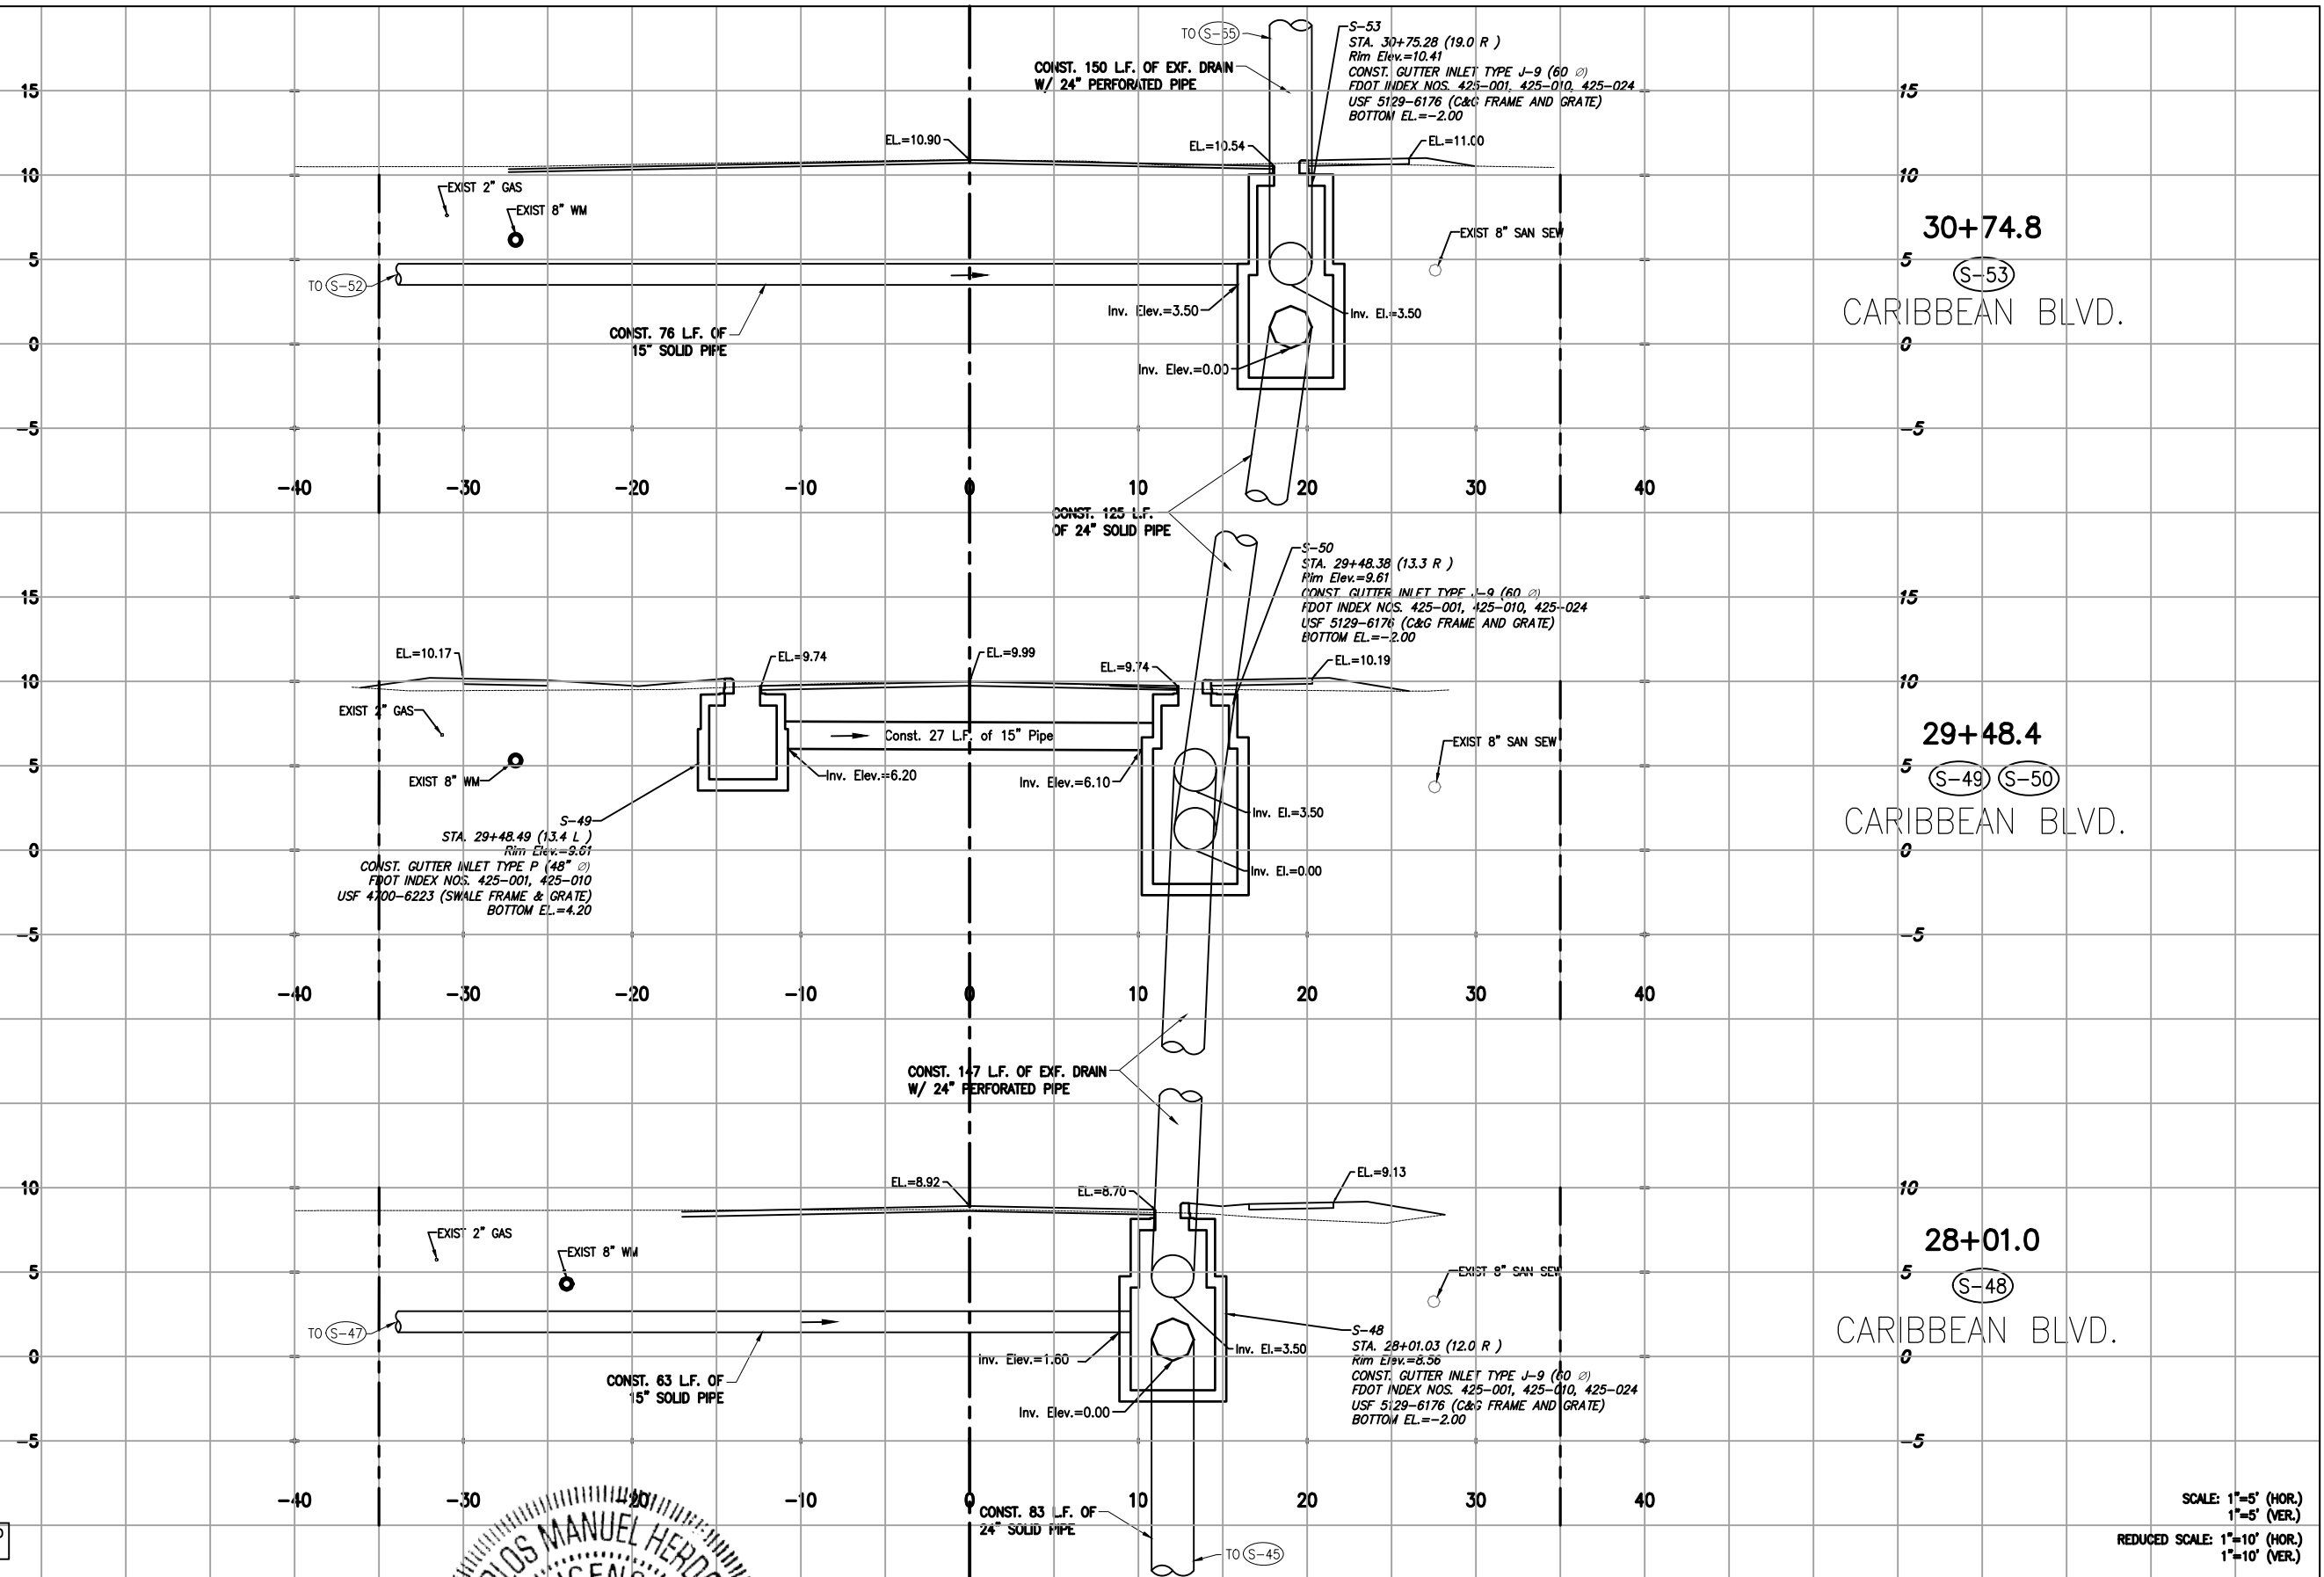 TO S-55
CONST. 150 L.F. OF EXF. DRAIN
W/ 24" PERFORATED PIPE
S-53
STA. 30+75.28 (19.0 R )
Rim Elev.=10.41
CONST. GUTTER INLET TYPE J-9 (60 ∅)
FDOT INDEX NOS. 425-001, 425-010, 425-024
USF 5129-6176 (C&G FRAME AND GRATE)
BOTTOM EL.=-2.00
EL.=10.90
EL.=10.54
EL.=11.00
EXIST 2" GAS
EXIST 8" WM
EXIST 8" SAN SEW
TO S-52
CONST. 76 L.F. OF
15" SOLID PIPE
Inv. Elev.=3.50
Inv. El.=3.50
Inv. Elev.=0.00
15
10
5
0
-5
15
10
5
0
-5
30+74.8
S-53
CARIBBEAN BLVD.
-40 -30 -20 -10 0 10 20 30 40
CONST. 125 L.F.
OF 24" SOLID PIPE
S-50
STA. 29+48.38 (13.3 R )
Rim Elev.=9.61
CONST. GUTTER INLET TYPE J-9 (60 ∅)
FDOT INDEX NOS. 425-001, 425-010, 425-024
USF 5129-6176 (C&G FRAME AND GRATE)
BOTTOM EL.=-2.00
EL.=10.17
EL.=9.74
EL.=9.99
EL.=9.74
EL.=10.19
EXIST 2" GAS
EXIST 8" WM
Const. 27 L.F. of 15" Pipe
EXIST 8" SAN SEW
Inv. Elev.=6.20
Inv. Elev.=6.10
Inv. El.=3.50
Inv. El.=0.00
S-49
STA. 29+48.49 (13.4 L )
Rim Elev.=9.61
CONST. GUTTER INLET TYPE P (48" ∅)
FDOT INDEX NOS. 425-001, 425-010
USF 4700-6223 (SWALE FRAME & GRATE)
BOTTOM EL.=4.20
15
10
5
0
-5
15
10
5
0
-5
29+48.4
S-49 S-50
CARIBBEAN BLVD.
-40 -30 -20 -10 0 10 20 30 40
CONST. 147 L.F. OF EXF. DRAIN
W/ 24" PERFORATED PIPE
EL.=8.92
EL.=8.70
EL.=9.13
EXIST 2" GAS
EXIST 8" WM
EXIST 8" SAN SEW
TO S-47
CONST. 63 L.F. OF
15" SOLID PIPE
Inv. Elev.=1.60
Inv. El.=3.50
Inv. Elev.=0.00
S-48
STA. 28+01.03 (12.0 R )
Rim Elev.=8.56
CONST. GUTTER INLET TYPE J-9 (60 ∅)
FDOT INDEX NOS. 425-001, 425-010, 425-024
USF 5129-6176 (C&G FRAME AND GRATE)
BOTTOM EL.=-2.00
10
5
0
-5
10
5
0
-5
28+01.0
S-48
CARIBBEAN BLVD.
-40 -30 -20 -10 0 10 20 30 40
CONST. 83 L.F. OF
24" SOLID PIPE
TO S-45
MANUEL
SCALE: 1"=5' (HOR.)
1"=5' (VER.)
REDUCED SCALE: 1"=10' (HOR.)
1"=10' (VER.)